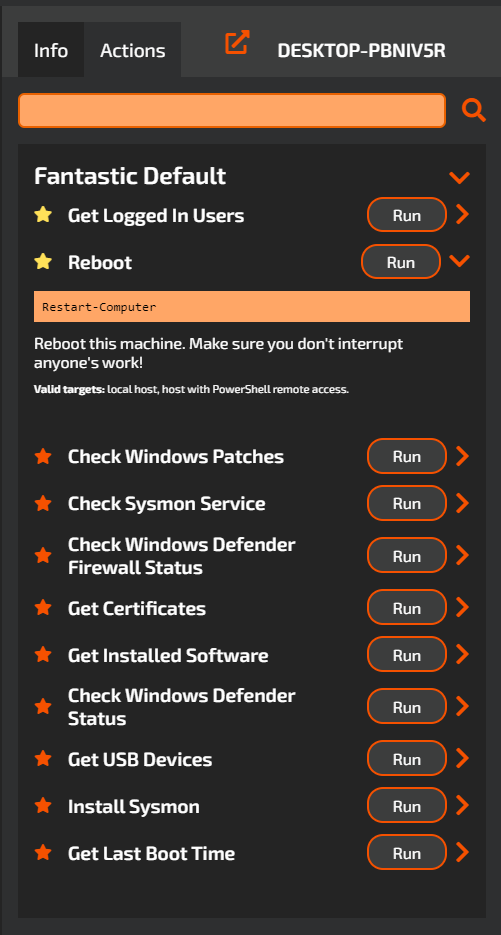 Info Actions DESKTOP-PBNIV5R
Fantastic Default
Get Logged In Users Run
Reboot Run
Restart-Computer
Reboot this machine. Make sure you don't interrupt
anyone's work!
Valid targets: local host, host with PowerShell remote access.
Check Windows Patches Run
Check Sysmon Service Run
Check Windows Defender
Firewall Status Run
Get Certificates Run
Get Installed Software Run
Check Windows Defender
Status Run
Get USB Devices Run
Install Sysmon Run
Get Last Boot Time Run